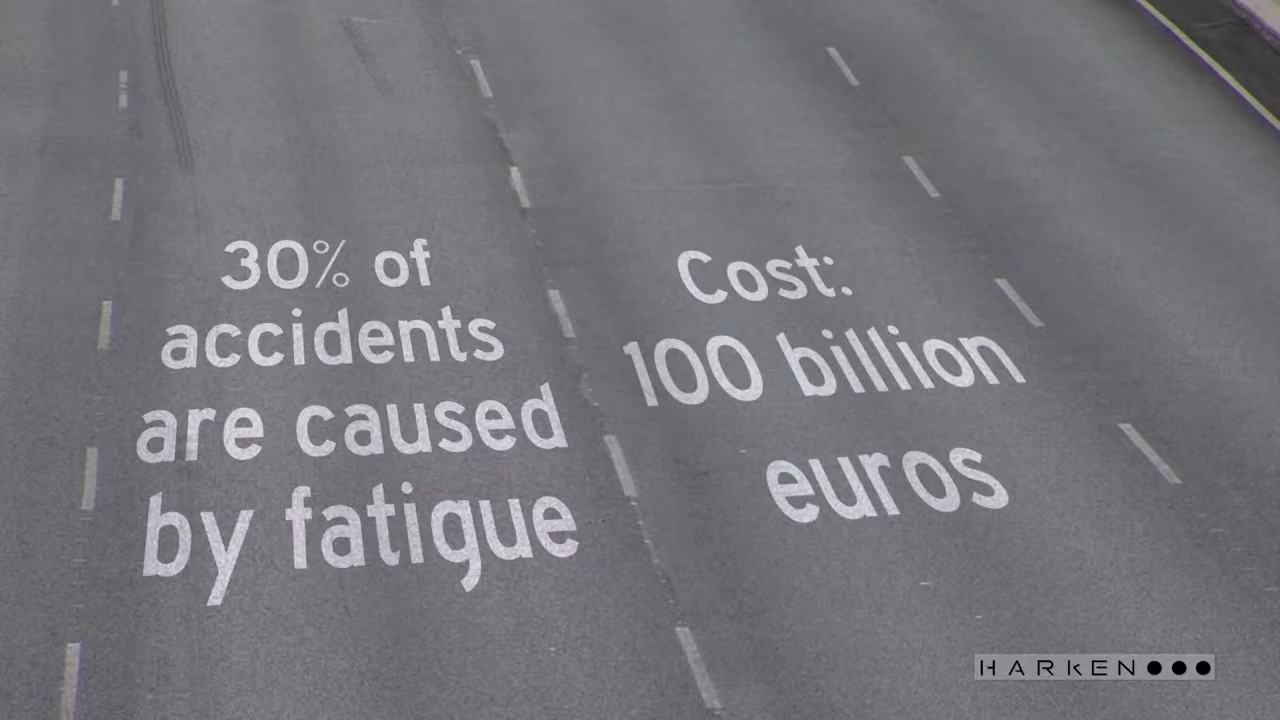 30% of
accidents
are caused
by fatigue
Cost:
100 billion
euros
HARKEN